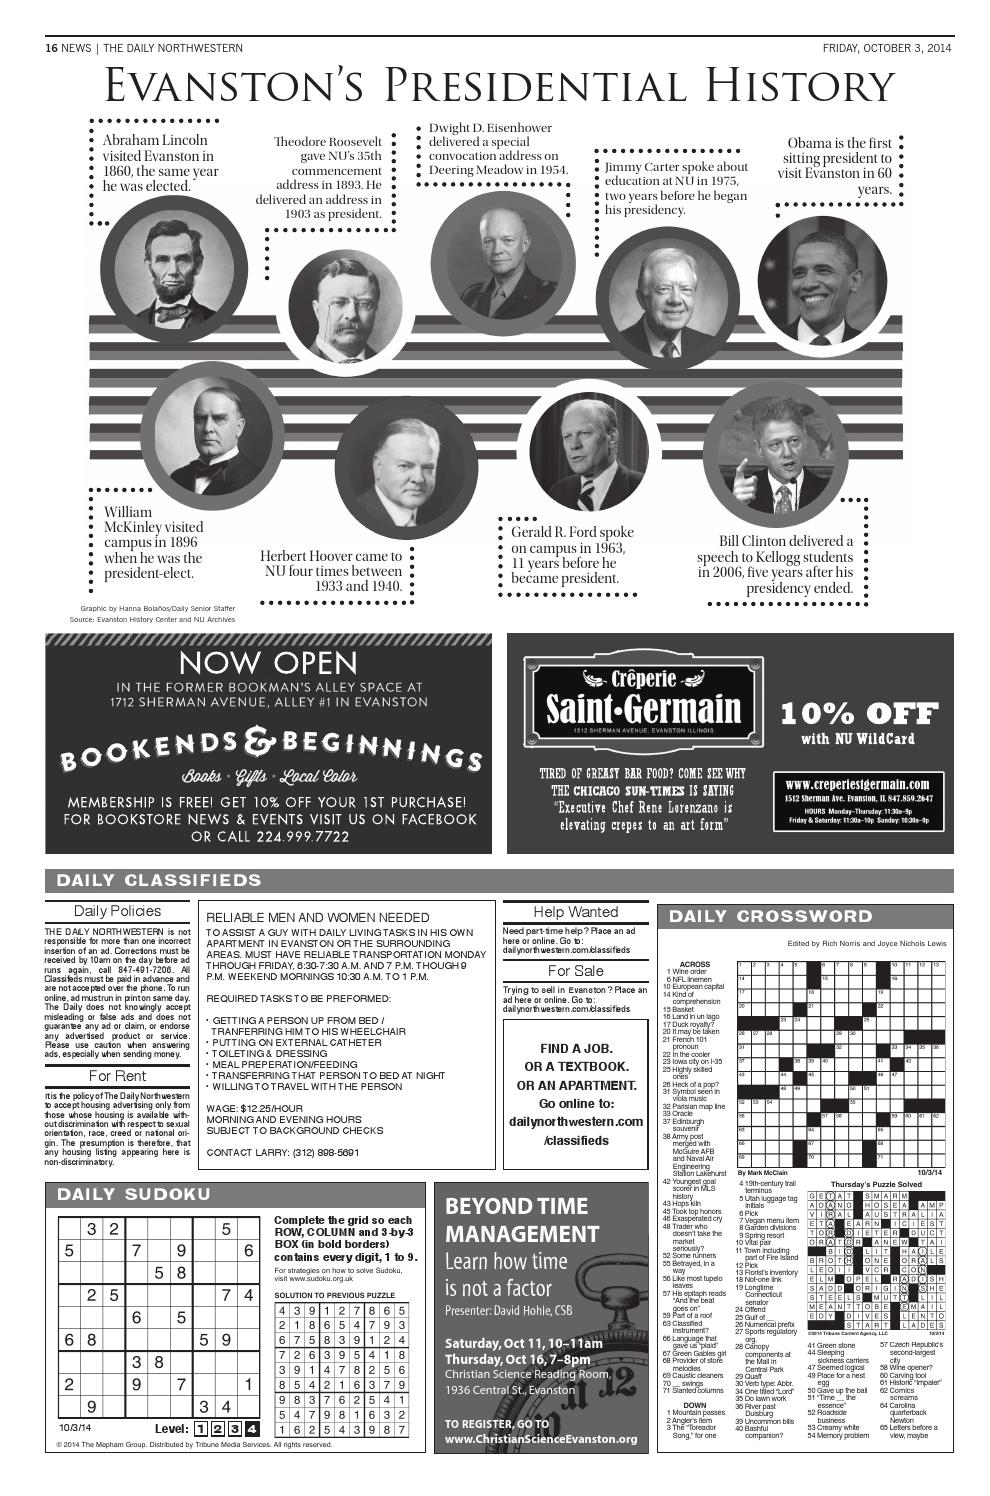 16 NEWS | THE DAILY NORTHWESTERN
FRIDAY, OCTOBER 3, 2014
EVANSTON'S PRESIDENTIAL HISTORY
Abraham Lincoln
visited Evanston in
1860, the same year
he was elected.
Theodore Roosevelt
gave NU's 35th
commencement
address in 1893. He
delivered an address in
1903 as president.
Dwight D. Eisenhower
delivered a special
convocation address on
Deering Meadow in 1954.
Jimmy Carter spoke about
education at NU in 1975,
two years before he began
his presidency.
Obama is the first
sitting president to
visit Evanston in 60
years.
William
McKinley visited
campus in 1896
when he was the
president-elect.
Herbert Hoover came to
NU four times between
1933 and 1940.
Gerald R. Ford spoke
on campus in 1963,
11 years before he
became president.
Bill Clinton delivered a
speech to Kellogg students
in 2006, five years after his
presidency ended.
Graphic by Hanna Bolaños/Daily Senior Staffer
Source: Evanston History Center and NU Archives
NOW OPEN
IN THE FORMER BOOKMAN'S ALLEY SPACE AT
1712 SHERMAN AVENUE, ALLEY #1 IN EVANSTON
BOOKENDS & BEGINNINGS
Books · Gifts · Local Color
MEMBERSHIP IS FREE! GET 10% OFF YOUR 1ST PURCHASE!
FOR BOOKSTORE NEWS & EVENTS VISIT US ON FACEBOOK
OR CALL 224.999.7722
Crêperie
Saint·Germain
1512 SHERMAN AVENUE, EVANSTON ILLINOIS
10% OFF
with NU WildCard
TIRED OF GREASY BAR FOOD? COME SEE WHY
THE CHICAGO SUN-TIMES IS SAYING
"Executive Chef Rene Lorenzano is
elevating crepes to an art form"
www.creperiestgermain.com
1512 Sherman Ave. Evanston, IL 847.859.2647
HOURS Monday–Thursday: 11:30a–9p
Friday & Saturday: 11:30a–10p Sunday: 10:30a–9p
DAILY CLASSIFIEDS
Daily Policies
THE DAILY NORTHWESTERN is not
responsible for more than one incorrect
insertion of an ad. Corrections must be
received by 10am on the day before ad
runs again, call 847-491-7206. All
Classifeds must be paid in advance and
are not accepted over the phone. To run
online, ad must run in print on same day.
The Daily does not knowingly accept
misleading or false ads and does not
guarantee any ad or claim, or endorse
any advertised product or service.
Please use caution when answering
ads, especially when sending money.
For Rent
It is the policy of The Daily Northwestern
to accept housing advertising only from
those whose housing is available with-
out discrimination with respect to sexual
orientation, race, creed or national ori-
gin. The presumption is therefore, that
any housing listing appearing here is
non-discriminatory.
RELIABLE MEN AND WOMEN NEEDED
TO ASSIST A GUY WITH DAILY LIVING TASKS IN HIS OWN
APARTMENT IN EVANSTON OR THE SURROUNDING
AREAS. MUST HAVE RELIABLE TRANSPORTATION MONDAY
THROUGH FRIDAY, 6:30-7:30 A.M. AND 7 P.M. THOUGH 9
P.M. WEEKEND MORNINGS 10:30 A.M. TO 1 P.M.
REQUIRED TASKS TO BE PREFORMED:
· GETTING A PERSON UP FROM BED /
TRANFERRING HIM TO HIS WHEELCHAIR
· PUTTING ON EXTERNAL CATHETER
· TOILETING & DRESSING
· MEAL PREPERATION/FEEDING
· TRANSFERRING THAT PERSON TO BED AT NIGHT
· WILLING TO TRAVEL WITH THE PERSON
WAGE: $12.25/HOUR
MORNING AND EVENING HOURS
SUBJECT TO BACKGROUND CHECKS
CONTACT LARRY: (312) 898-5691
Help Wanted
Need part-time help? Place an ad
here or online. Go to:
dailynorthwestern.com/classifieds
For Sale
Trying to sell in Evanston? Place an
ad here or online. Go to:
dailynorthwestern.com/classifieds
FIND A JOB.
OR A TEXTBOOK.
OR AN APARTMENT.
Go online to:
dailynorthwestern.com
/classifieds
DAILY CROSSWORD
Edited by Rich Norris and Joyce Nichols Lewis
ACROSS
1 Wine order
6 NFL linemen
10 European capital
14 Kind of
comprehension
15 Basket
16 Land in un lago
17 Duck royalty?
20 It may be taken
21 French 101
pronoun
22 In the cooler
23 Iowa city on I-35
25 Highly skilled
ones
26 Heck of a pop?
31 Symbol seen in
viola music
32 Parisian map line
33 Oracle
37 Edinburgh
souvenir
38 Army post
merged with
McGuire AFB
and Naval Air
Engineering
Station Lakehurst
42 Youngest goal
scorer in MLS
history
43 Hops kiln
45 Took top honors
46 Exasperated cry
48 Trader who
doesn't take the
market
seriously?
52 Some runners
55 Betrayed, in a
way
56 Like most tupelo
leaves
57 His epitaph reads
"And the beat
goes on"
59 Part of a roof
63 Classified
instrument?
66 Language that
gave us "plaid"
67 Green Gables girl
68 Provider of store
melodies
69 Caustic cleaners
70 __ swings
71 Slanted columns
DOWN
1 Mountain passes
2 Angler's item
3 The "Toreador
Song," for one
By Mark McClain
10/3/14
4 19th-century trail
terminus
5 Utah luggage tag
initials
6 Pick
7 Vegan menu item
8 Garden divisions
9 Spring resort
10 Vital pair
11 Town including
part of Fire Island
12 Pick
13 Florist's inventory
18 Not-one link
19 Longtime
Connecticut
senator
24 Offend
25 Gulf of __
26 Numerical prefix
27 Sports regulatory
org.
28 Canopy
components at
the Mall in
Central Park
29 Quaff
30 Verb type: Abbr.
34 One titled "Lord"
35 Do lawn work
36 River past
Duisburg
39 Uncommon bills
40 Bashful
companion?
Thursday's Puzzle Solved
©2014 Tribune Content Agency, LLC
10/3/14
41 Green stone
44 Sleeping
sickness carriers
47 Seemed logical
49 Place for a nest
egg
50 Gave up the ball
51 "Time __ the
essence"
52 Roadside
business
53 Creamy white
54 Memory problem
57 Czech Republic's
second-largest
city
58 Wine opener?
60 Carving tool
61 Historic "Impaler"
62 Comics
screams
64 Carolina
quarterback
Newton
65 Letters before a
view, maybe
DAILY SUDOKU
3 2 5
5 7 9 6
5 8
2 5 7 4
6 5
6 8 5 9
3 8
2 9 7 1
9 3 4
10/3/14
Level: 1 2 3 4
Complete the grid so each
ROW, COLUMN and 3-by-3
BOX (in bold borders)
contains every digit, 1 to 9.
For strategies on how to solve Sudoku,
visit www.sudoku.org.uk
SOLUTION TO PREVIOUS PUZZLE
4 3 9 1 2 7 8 6 5
2 1 8 6 5 4 7 9 3
6 7 5 8 3 9 1 2 4
7 2 6 3 9 5 4 1 8
3 9 1 4 7 8 2 5 6
8 5 4 2 1 6 3 7 9
9 8 3 7 6 2 5 4 1
5 4 7 9 8 1 6 3 2
1 6 2 5 4 3 9 8 7
© 2014 The Mepham Group. Distributed by Tribune Media Services. All rights reserved.
BEYOND TIME
MANAGEMENT
Learn how time
is not a factor
Presenter: David Hohle, CSB
Saturday, Oct 11, 10–11am
Thursday, Oct 16, 7–8pm
Christian Science Reading Room,
1936 Central St., Evanston
TO REGISTER, GO TO
www.ChristianScienceEvanston.org